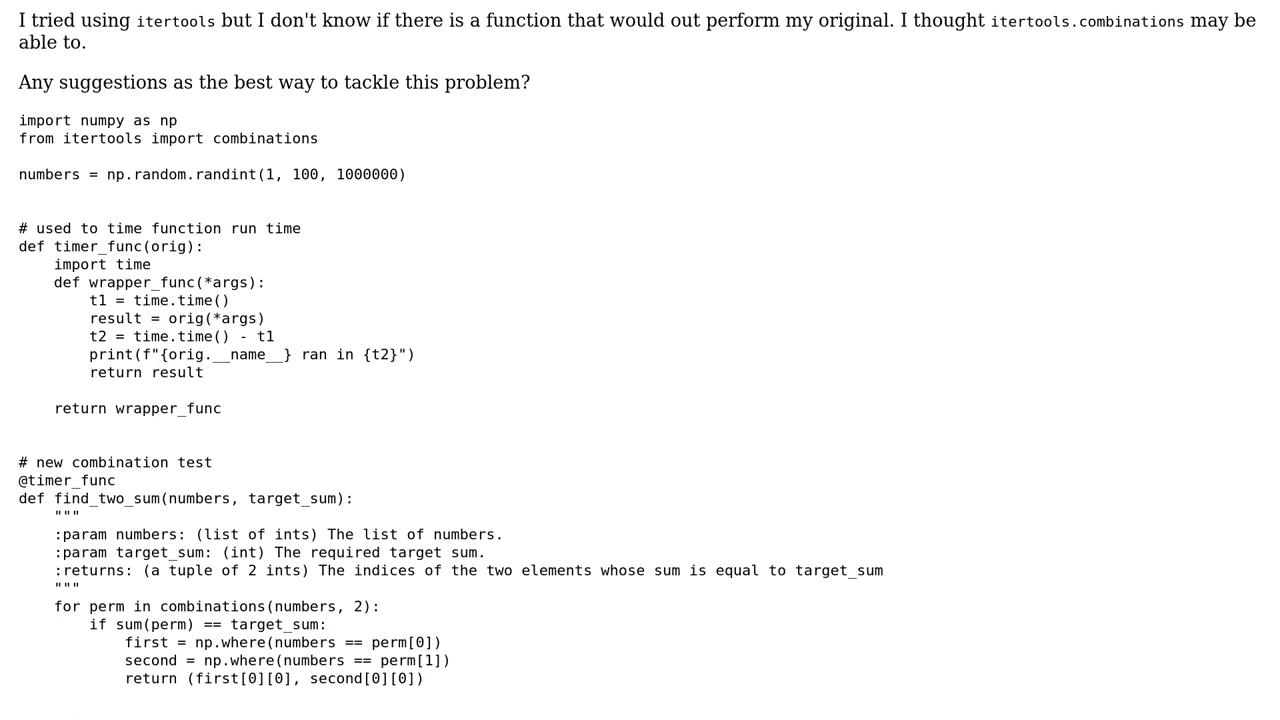 I tried using itertools but I don't know if there is a function that would out perform my original. I thought itertools.combinations may be
able to.
Any suggestions as the best way to tackle this problem?
import numpy as np
from itertools import combinations
numbers = np.random.randint(1, 100, 1000000)
# used to time function run time
def timer_func(orig):
    import time
    def wrapper_func(*args):
        t1 = time.time()
        result = orig(*args)
        t2 = time.time() - t1
        print(f"{orig.__name__} ran in {t2}")
        return result
    return wrapper_func
# new combination test
@timer_func
def find_two_sum(numbers, target_sum):
    """
    :param numbers: (list of ints) The list of numbers.
    :param target_sum: (int) The required target sum.
    :returns: (a tuple of 2 ints) The indices of the two elements whose sum is equal to target_sum
    """
    for perm in combinations(numbers, 2):
        if sum(perm) == target_sum:
            first = np.where(numbers == perm[0])
            second = np.where(numbers == perm[1])
            return (first[0][0], second[0][0])